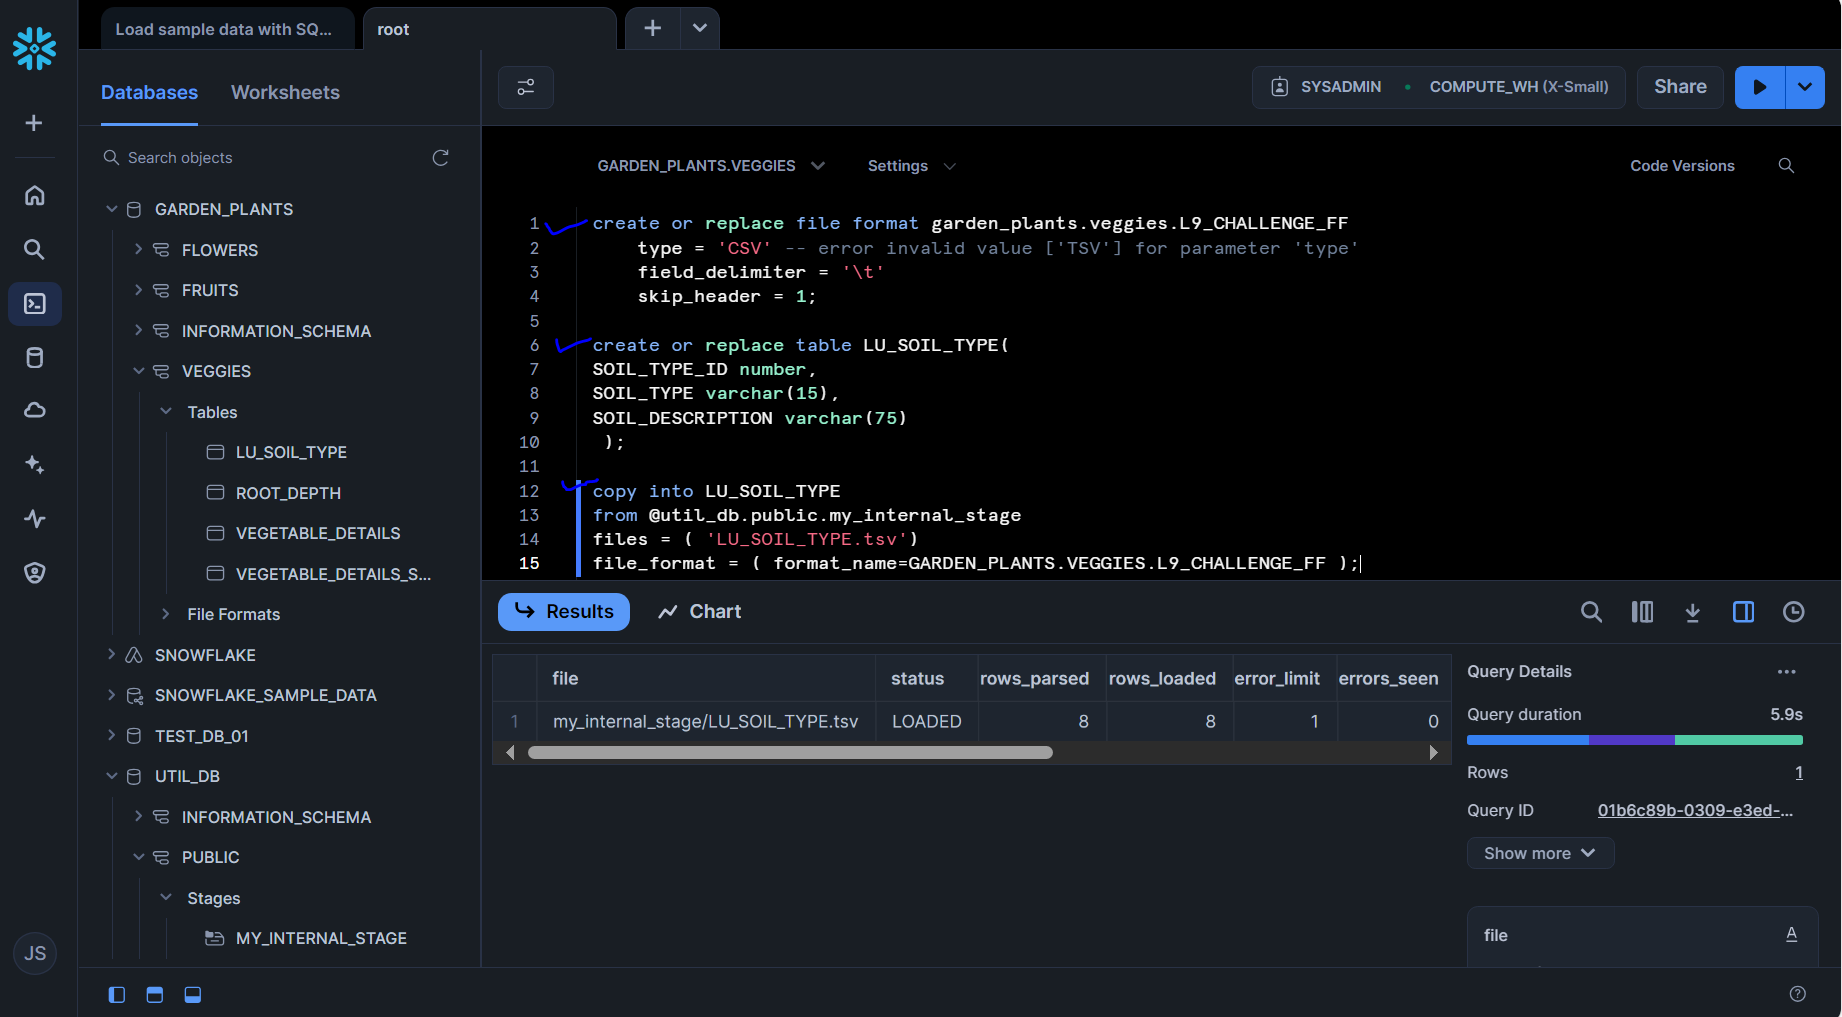 Load sample data with SQ...
root
Databases
Worksheets
SYSADMIN
COMPUTE_WH (X-Small)
Share
Search objects
GARDEN_PLANTS
FLOWERS
FRUITS
INFORMATION_SCHEMA
VEGGIES
Tables
LU_SOIL_TYPE
ROOT_DEPTH
VEGETABLE_DETAILS
VEGETABLE_DETAILS_S...
File Formats
SNOWFLAKE
SNOWFLAKE_SAMPLE_DATA
TEST_DB_01
UTIL_DB
INFORMATION_SCHEMA
PUBLIC
Stages
MY_INTERNAL_STAGE
JS
GARDEN_PLANTS.VEGGIES
Settings
Code Versions
1 create or replace file format garden_plants.veggies.L9_CHALLENGE_FF
2 type = 'CSV' -- error invalid value ['TSV'] for parameter 'type'
3 field_delimiter = '\t'
4 skip_header = 1;
5
6 create or replace table LU_SOIL_TYPE(
7 SOIL_TYPE_ID number,
8 SOIL_TYPE varchar(15),
9 SOIL_DESCRIPTION varchar(75)
10 );
11
12 copy into LU_SOIL_TYPE
13 from @util_db.public.my_internal_stage
14 files = ( 'LU_SOIL_TYPE.tsv')
15 file_format = ( format_name=GARDEN_PLANTS.VEGGIES.L9_CHALLENGE_FF );
Results
Chart
file status rows_parsed rows_loaded error_limit errors_seen
1 my_internal_stage/LU_SOIL_TYPE.tsv LOADED 8 8 1 0
Query Details
...
Query duration 5.9s
Rows 1
Query ID 01b6c89b-0309-e3ed-...
Show more
file A